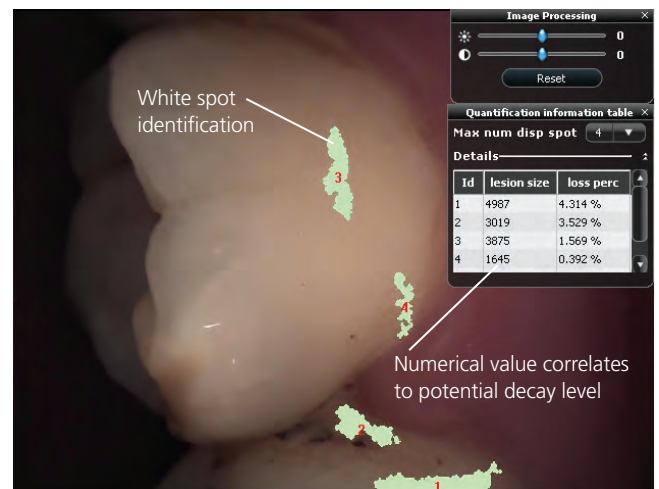 Image Processing ×
0
0
Reset
White spot
identification
Quantification information table ×
Max num disp spot 4
Details
Id lesion size loss perc
1 4987 4.314 %
2 3019 3.529 %
3 3875 1.569 %
4 1645 0.392 %
3
4
Numerical value correlates
to potential decay level
2
1